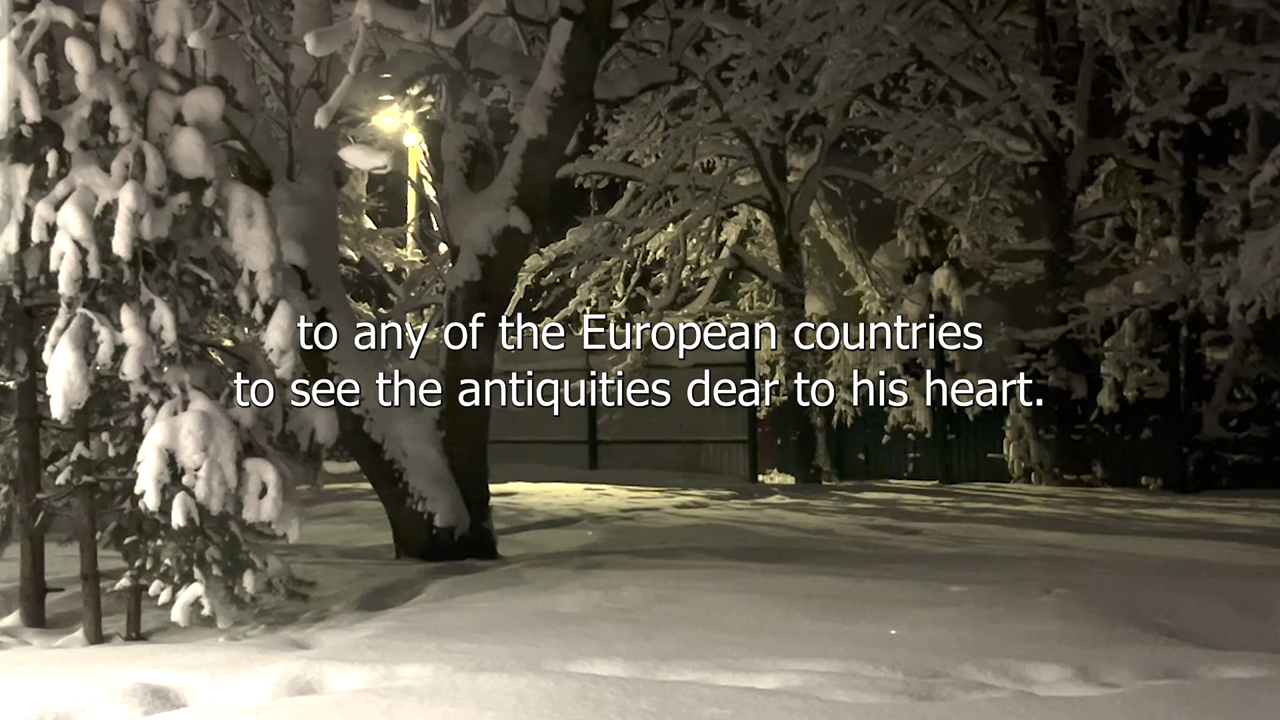 to any of the European countries
to see the antiquities dear to his heart.